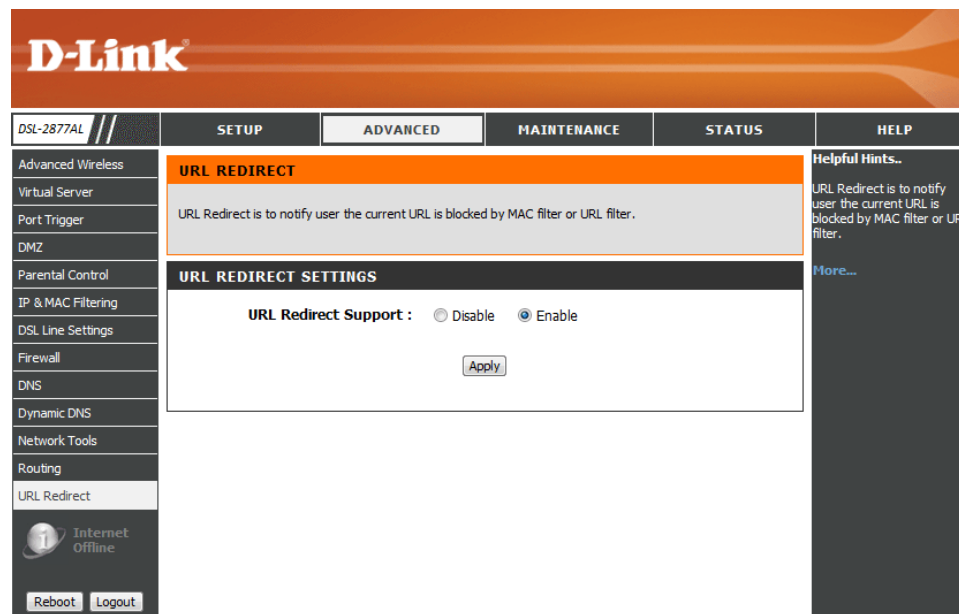 D-Link®
DSL-2877AL
SETUP
ADVANCED
MAINTENANCE
STATUS
HELP
Advanced Wireless
Virtual Server
Port Trigger
DMZ
Parental Control
IP & MAC Filtering
DSL Line Settings
Firewall
DNS
Dynamic DNS
Network Tools
Routing
URL Redirect
Internet
Offline
Reboot
Logout
URL REDIRECT
URL Redirect is to notify user the current URL is blocked by MAC filter or URL filter.
URL REDIRECT SETTINGS
URL Redirect Support : Disable Enable
Apply
Helpful Hints..
URL Redirect is to notify
user the current URL is
blocked by MAC filter or
filter.
More...